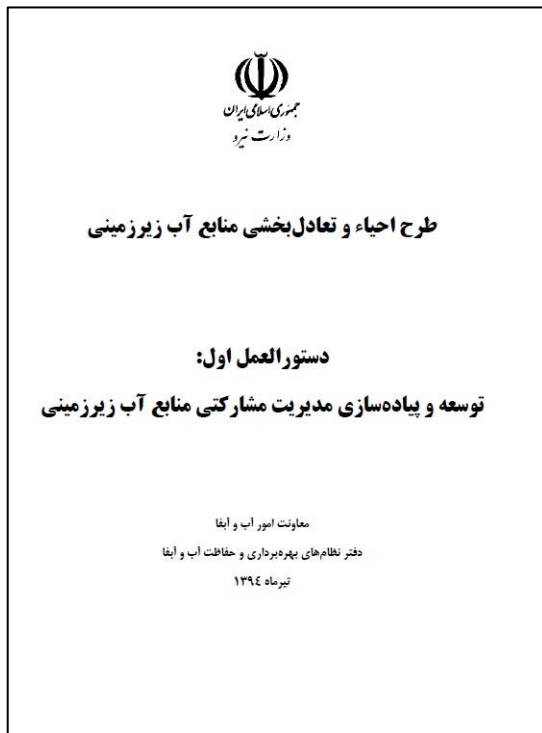 جمهوری اسلامی ایران
وزارت نیرو
طرح احیاء و تعادل‌بخشی منابع آب زیرزمینی
دستورالعمل اول:
توسعه و پیاده‌سازی مدیریت مشارکتی منابع آب زیرزمینی
معاونت امور آب و آبفا
دفتر نظام‌های بهره‌برداری و حفاظت آب و آبفا
تیرماه ۱۳۹٤